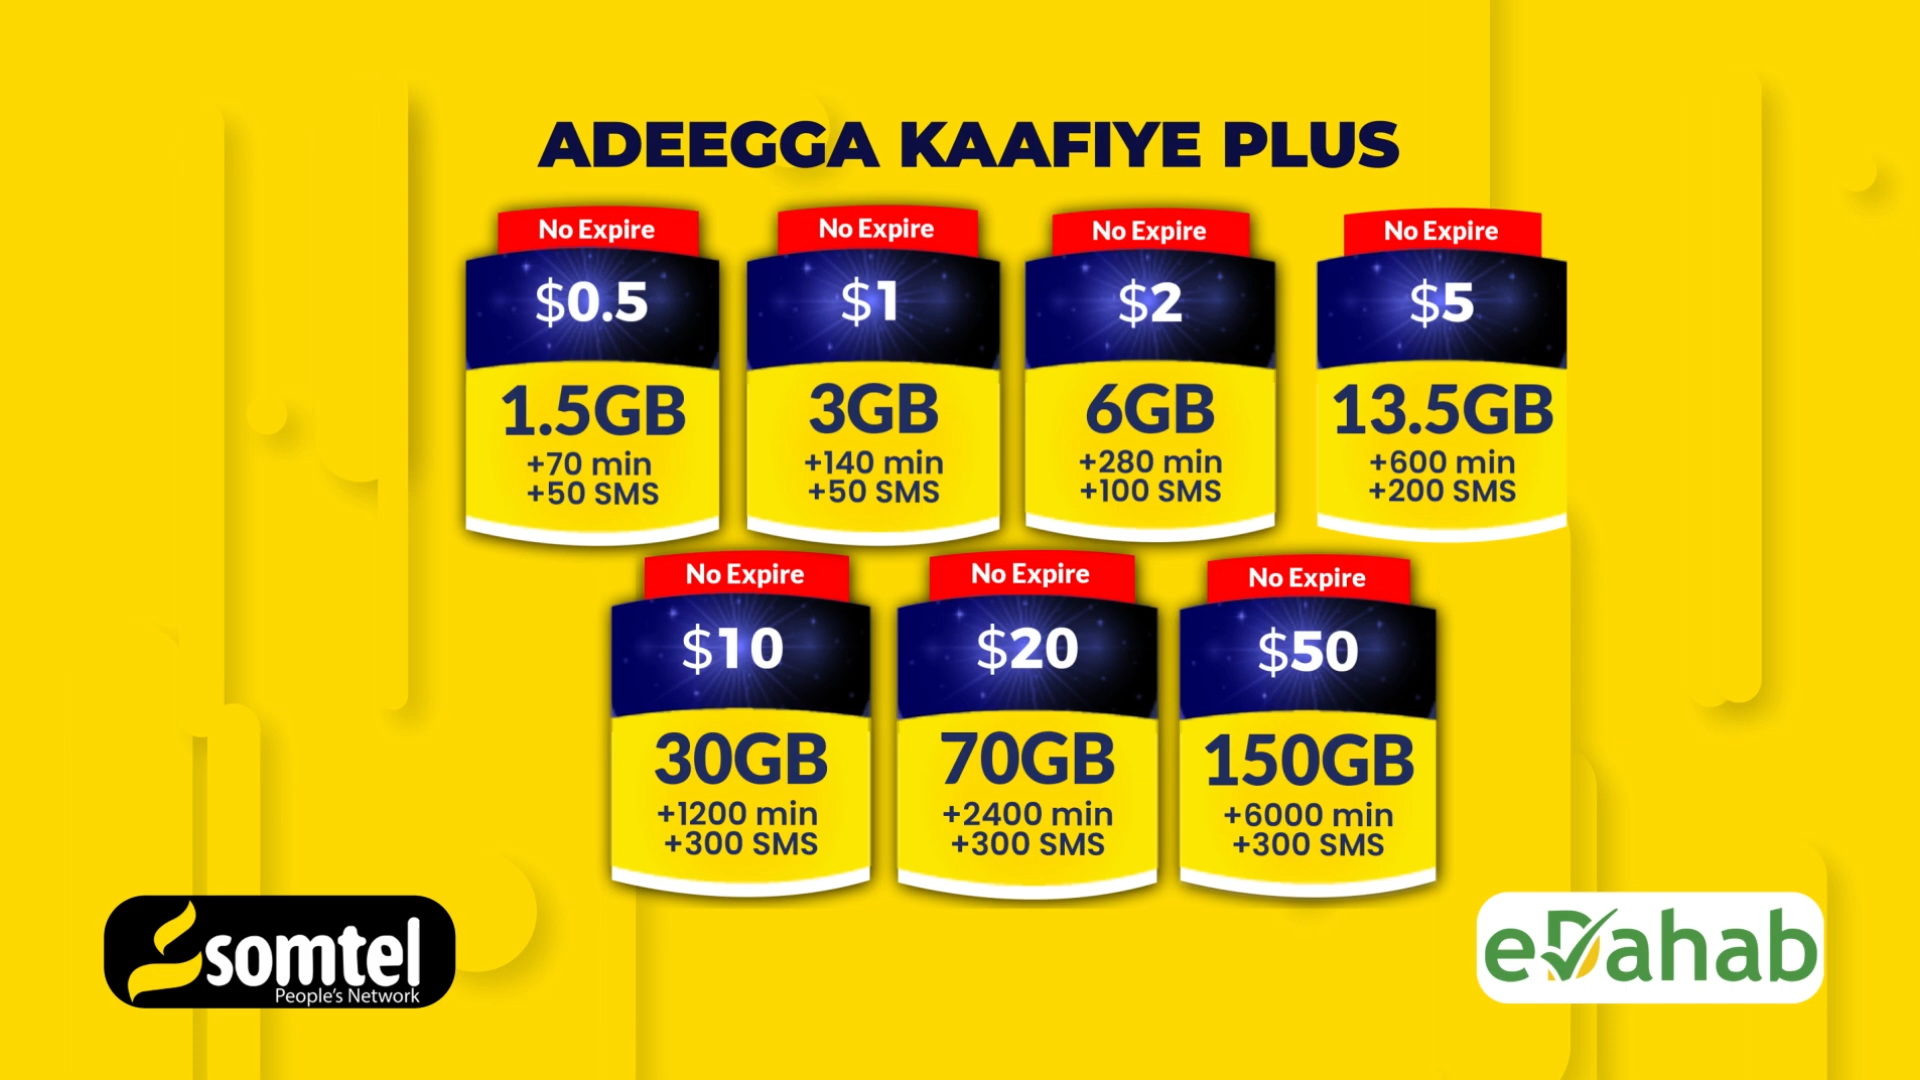 ADEEGGA KAAFIYE PLUS
No Expire
$0.5
1.5GB
+70 min
+50 SMS
No Expire
$1
3GB
+140 min
+50 SMS
No Expire
$2
6GB
+280 min
+100 SMS
No Expire
$5
13.5GB
+600 min
+200 SMS
No Expire
$10
30GB
+1200 min
+300 SMS
No Expire
$20
70GB
+2400 min
+300 SMS
No Expire
$50
150GB
+6000 min
+300 SMS
somtel
People's Network
eDahab